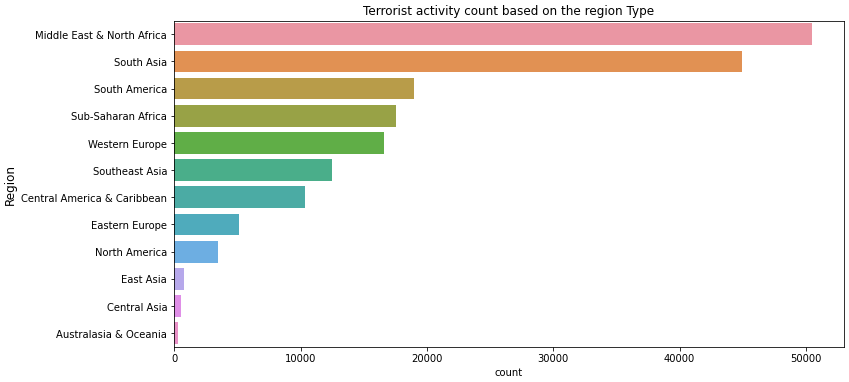 Terrorist activity count based on the region Type
Region
Middle East & North Africa
South Asia
South America
Sub-Saharan Africa
Western Europe
Southeast Asia
Central America & Caribbean
Eastern Europe
North America
East Asia
Central Asia
Australasia & Oceania
0 10000 20000 30000 40000 50000
count